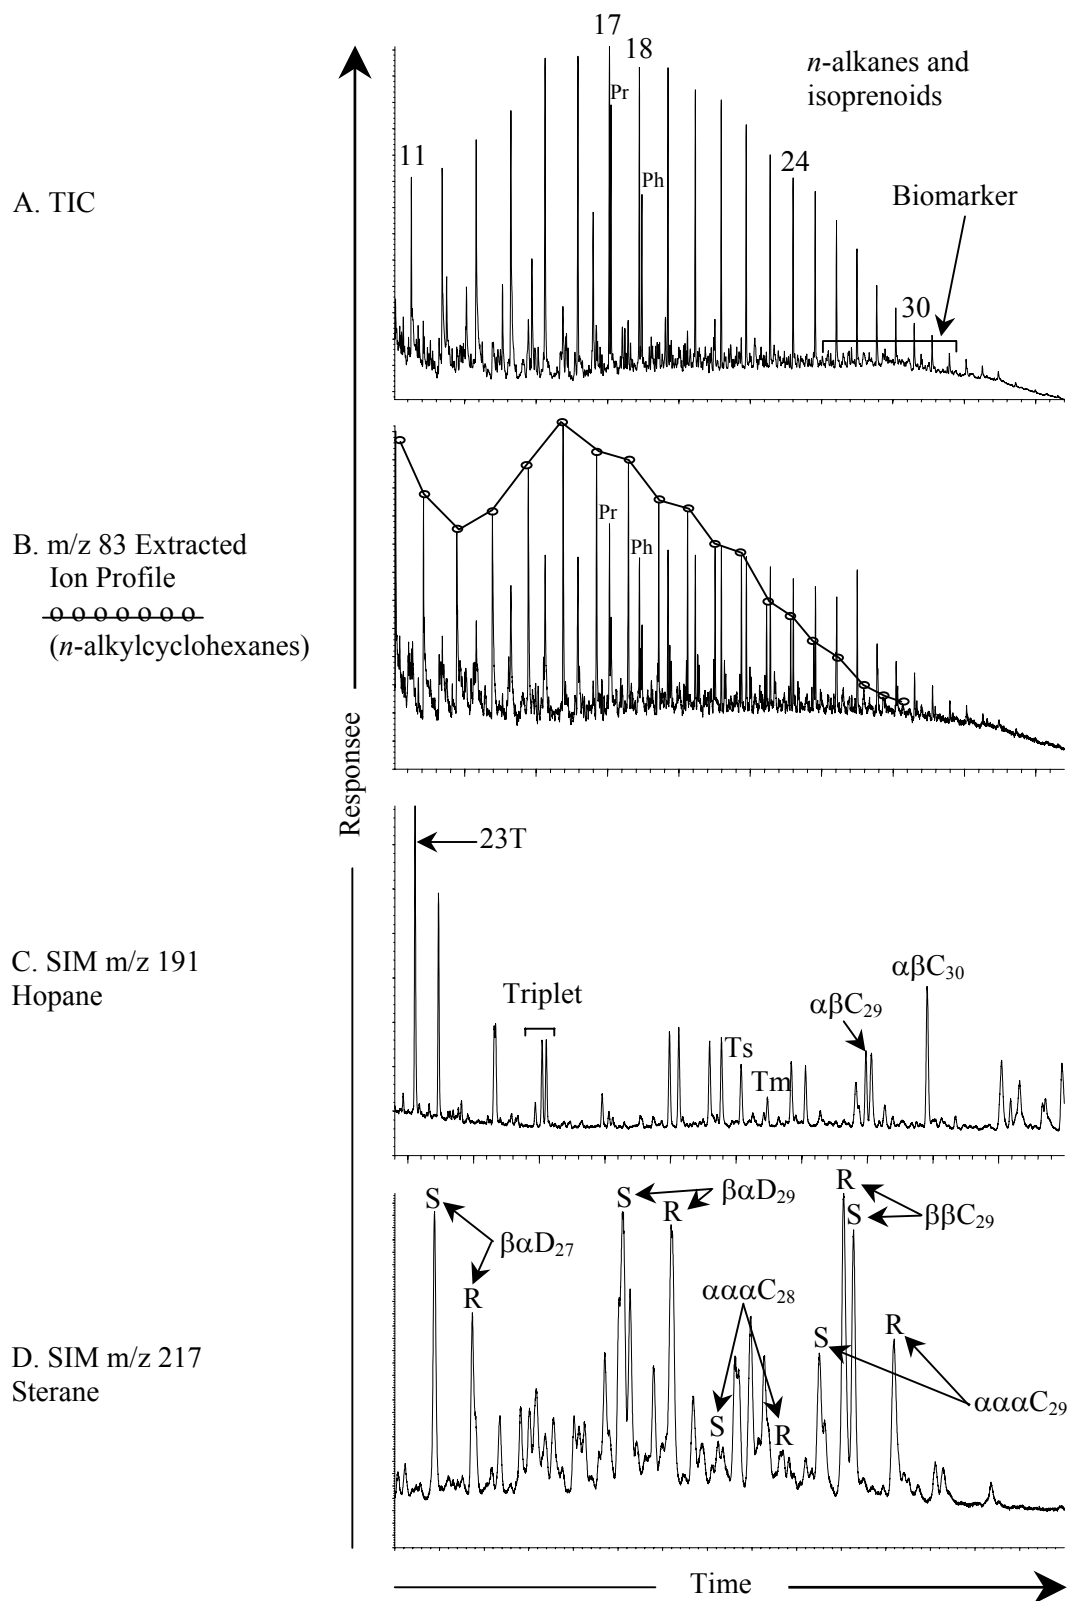 17
18
n-alkanes and
isoprenoids
Pr
11
24
Ph
Biomarker
A. TIC
30
Pr
B. m/z 83 Extracted
Ion Profile
Ph
o o o o o o o
(n-alkylcyclohexanes)
Responsee
23T
C. SIM m/z 191
Hopane
Triplet
αβC30
αβC29
Ts
Tm
S
βαD27
R
S
βαD29
R
R
S
ββC29
αααC28
S
R
S
R
αααC29
D. SIM m/z 217
Sterane
Time